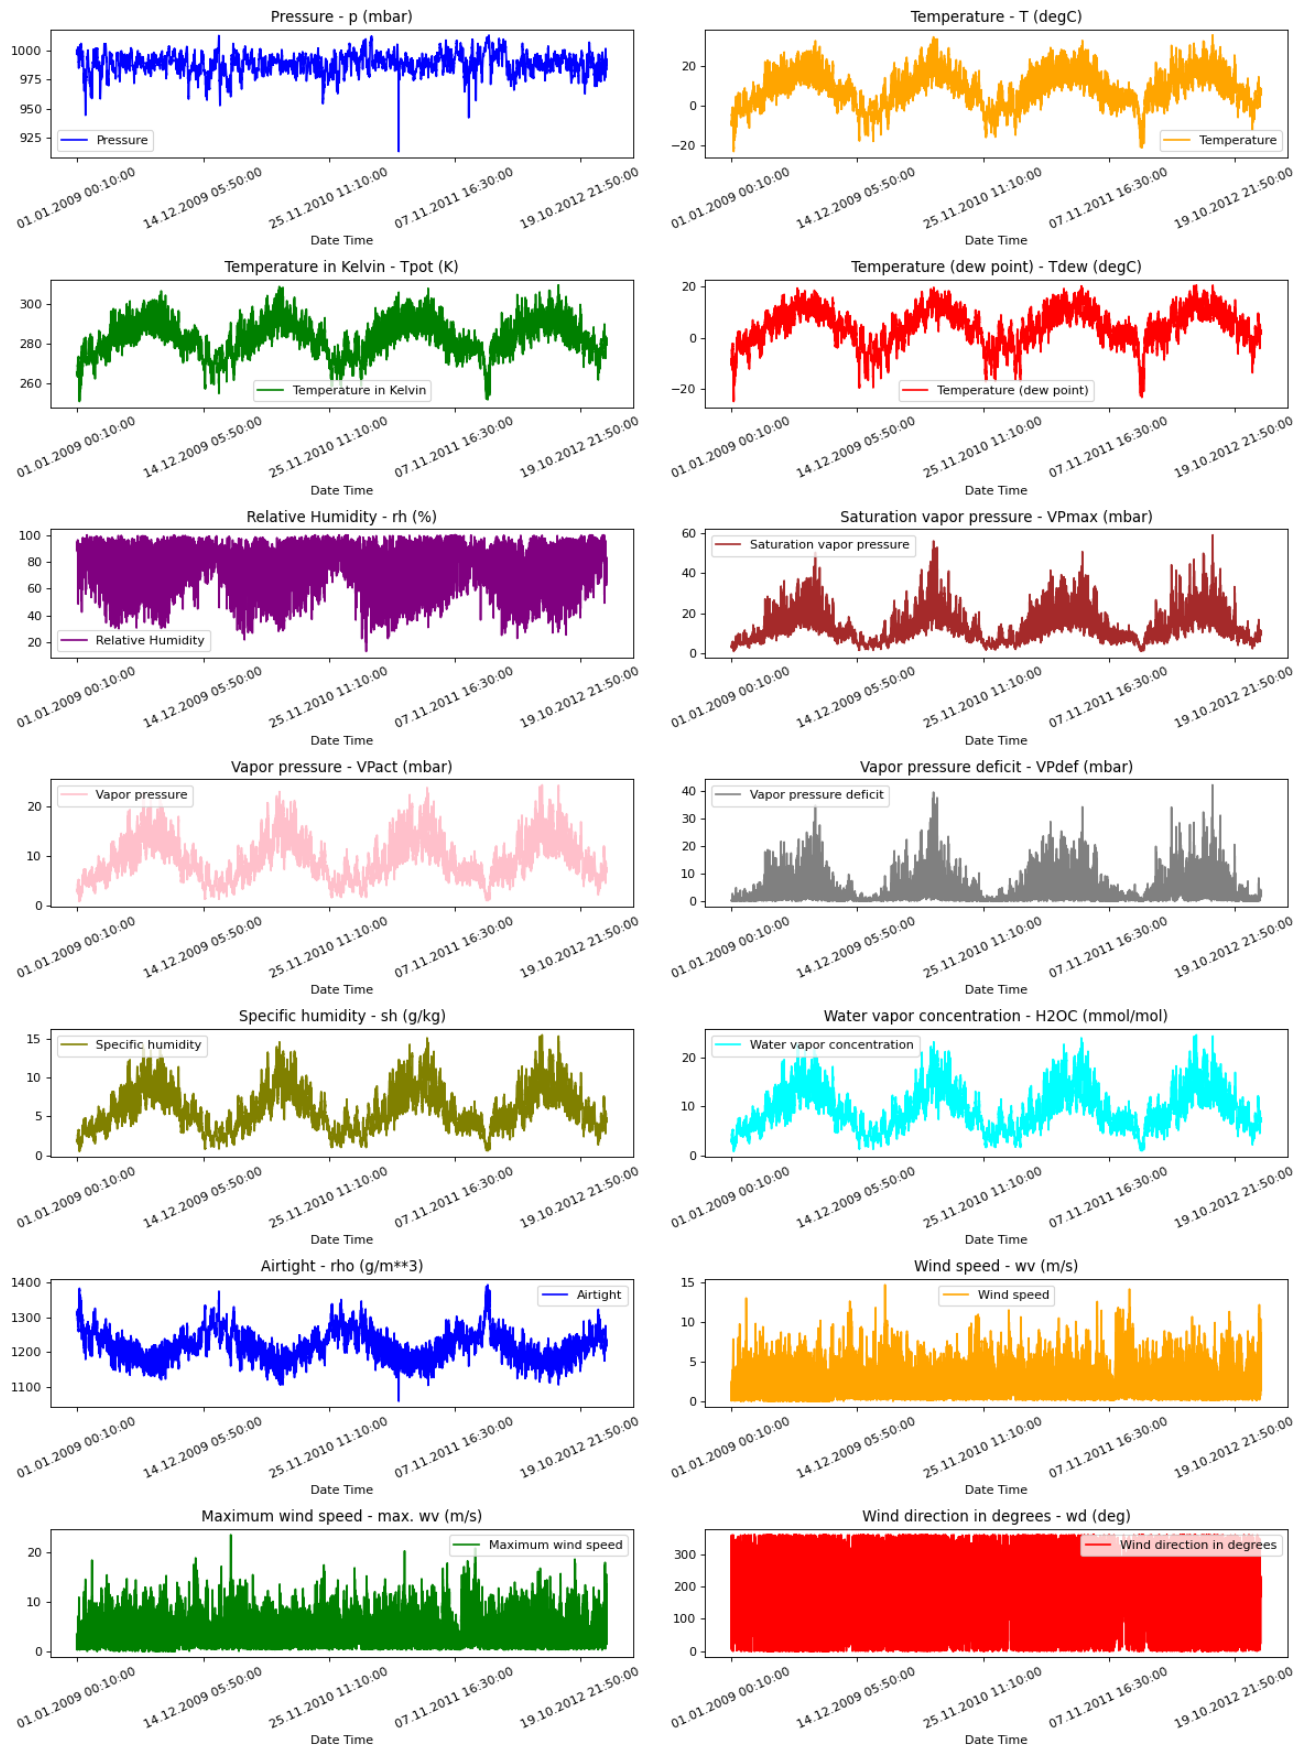 Pressure - p (mbar)
1000
975
950
925
Pressure
01.01.2009 00:10:00
14.12.2009 05:50:00
25.11.2010 11:10:00
07.11.2011 16:30:00
19.10.2012 21:50:00
Date Time
Temperature - T (degC)
20
0
−20
Temperature
01.01.2009 00:10:00
14.12.2009 05:50:00
25.11.2010 11:10:00
07.11.2011 16:30:00
19.10.2012 21:50:00
Date Time
Temperature in Kelvin - Tpot (K)
300
280
260
Temperature in Kelvin
01.01.2009 00:10:00
14.12.2009 05:50:00
25.11.2010 11:10:00
07.11.2011 16:30:00
19.10.2012 21:50:00
Date Time
Temperature (dew point) - Tdew (degC)
20
0
−20
Temperature (dew point)
01.01.2009 00:10:00
14.12.2009 05:50:00
25.11.2010 11:10:00
07.11.2011 16:30:00
19.10.2012 21:50:00
Date Time
Relative Humidity - rh (%)
100
80
60
40
20
Relative Humidity
01.01.2009 00:10:00
14.12.2009 05:50:00
25.11.2010 11:10:00
07.11.2011 16:30:00
19.10.2012 21:50:00
Date Time
Saturation vapor pressure - VPmax (mbar)
60
40
20
0
Saturation vapor pressure
01.01.2009 00:10:00
14.12.2009 05:50:00
25.11.2010 11:10:00
07.11.2011 16:30:00
19.10.2012 21:50:00
Date Time
Vapor pressure - VPact (mbar)
20
10
0
Vapor pressure
01.01.2009 00:10:00
14.12.2009 05:50:00
25.11.2010 11:10:00
07.11.2011 16:30:00
19.10.2012 21:50:00
Date Time
Vapor pressure deficit - VPdef (mbar)
40
30
20
10
0
Vapor pressure deficit
01.01.2009 00:10:00
14.12.2009 05:50:00
25.11.2010 11:10:00
07.11.2011 16:30:00
19.10.2012 21:50:00
Date Time
Specific humidity - sh (g/kg)
15
10
5
0
Specific humidity
01.01.2009 00:10:00
14.12.2009 05:50:00
25.11.2010 11:10:00
07.11.2011 16:30:00
19.10.2012 21:50:00
Date Time
Water vapor concentration - H2OC (mmol/mol)
20
10
0
Water vapor concentration
01.01.2009 00:10:00
14.12.2009 05:50:00
25.11.2010 11:10:00
07.11.2011 16:30:00
19.10.2012 21:50:00
Date Time
Airtight - rho (g/m**3)
1400
1300
1200
1100
Airtight
01.01.2009 00:10:00
14.12.2009 05:50:00
25.11.2010 11:10:00
07.11.2011 16:30:00
19.10.2012 21:50:00
Date Time
Wind speed - wv (m/s)
15
10
5
0
Wind speed
01.01.2009 00:10:00
14.12.2009 05:50:00
25.11.2010 11:10:00
07.11.2011 16:30:00
19.10.2012 21:50:00
Date Time
Maximum wind speed - max. wv (m/s)
20
10
0
Maximum wind speed
01.01.2009 00:10:00
14.12.2009 05:50:00
25.11.2010 11:10:00
07.11.2011 16:30:00
19.10.2012 21:50:00
Date Time
Wind direction in degrees - wd (deg)
300
200
100
0
Wind direction in degrees
01.01.2009 00:10:00
14.12.2009 05:50:00
25.11.2010 11:10:00
07.11.2011 16:30:00
19.10.2012 21:50:00
Date Time